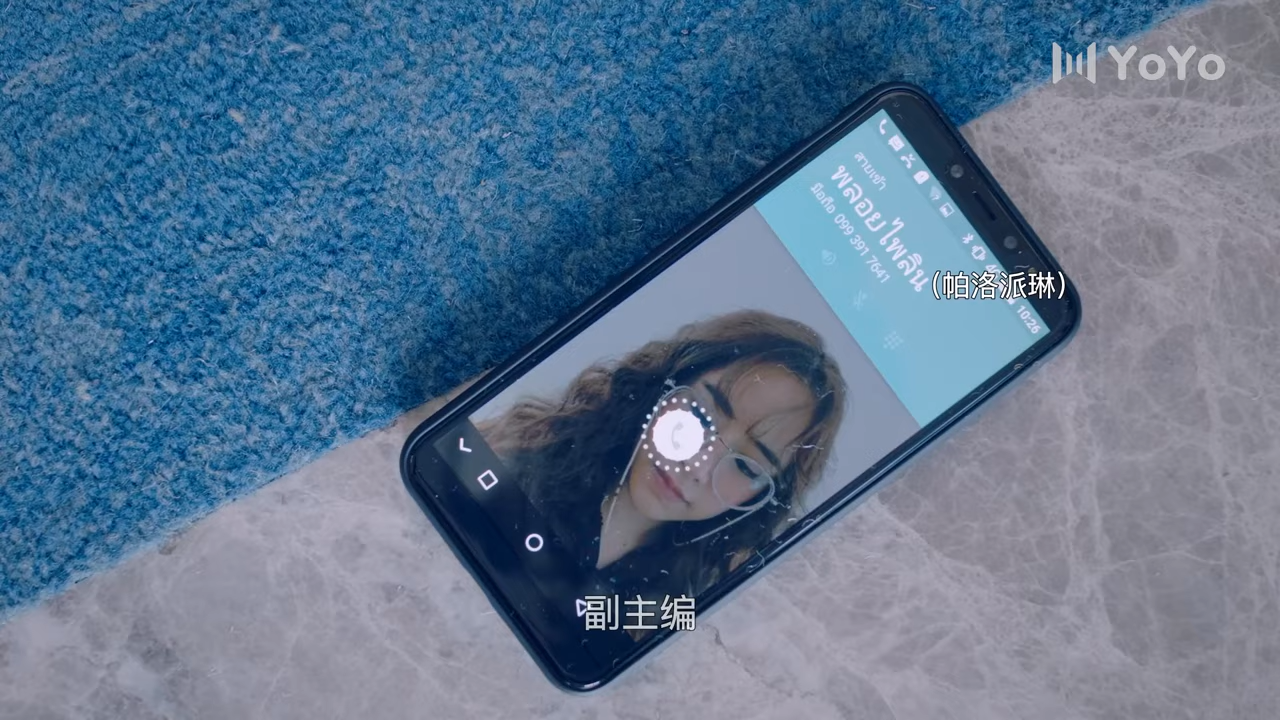 YoYo
สายเข้า
พลอยไพลิน
มือถือ 099 391 7641
10:26
(帕洛派琳)
副主编